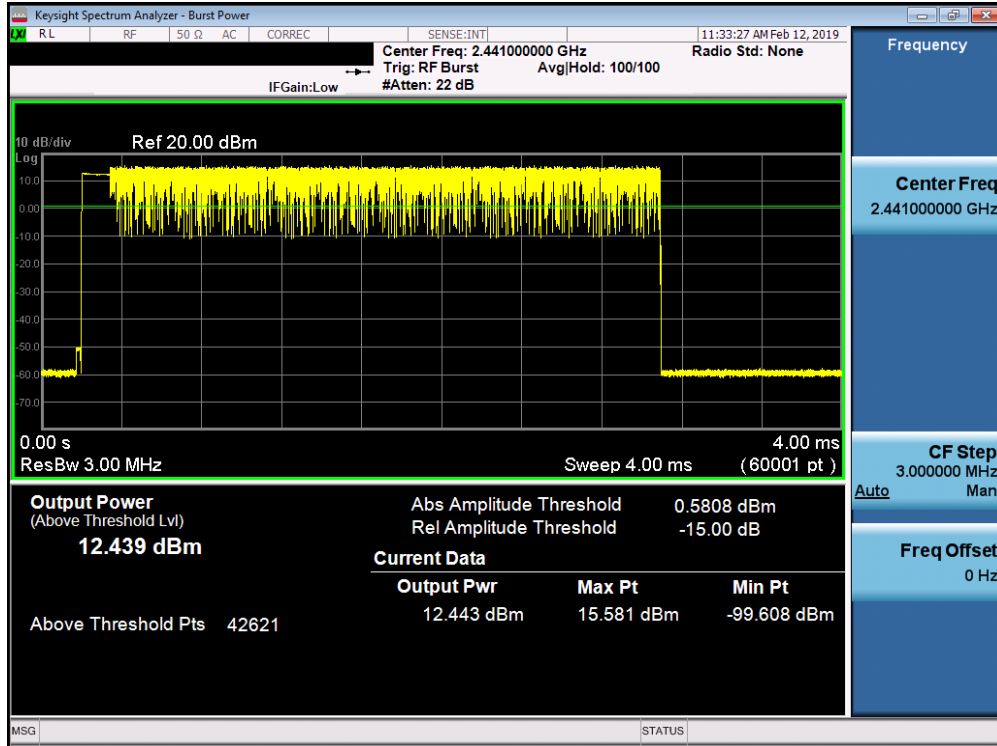 Keysight Spectrum Analyzer - Burst Power
LXI RL RF 50 Ω AC CORREC SENSE:INT 11:33:27 AM Feb 12, 2019
Center Freq: 2.441000000 GHz Radio Std: None
Trig: RF Burst Avg|Hold: 100/100
IFGain:Low #Atten: 22 dB
10 dB/div Ref 20.00 dBm
Log
10.0
0.00
-10.0
-20.0
-30.0
-40.0
-50.0
-60.0
-70.0
0.00 s 4.00 ms
ResBw 3.00 MHz Sweep 4.00 ms (60001 pt)
Output Power
(Above Threshold Lvl)
12.439 dBm
Above Threshold Pts 42621
Abs Amplitude Threshold 0.5808 dBm
Rel Amplitude Threshold -15.00 dB
Current Data
Output Pwr Max Pt Min Pt
12.443 dBm 15.581 dBm -99.608 dBm
Frequency
Center Freq
2.441000000 GHz
CF Step
3.000000 MHz
Auto Man
Freq Offset
0 Hz
MSG STATUS